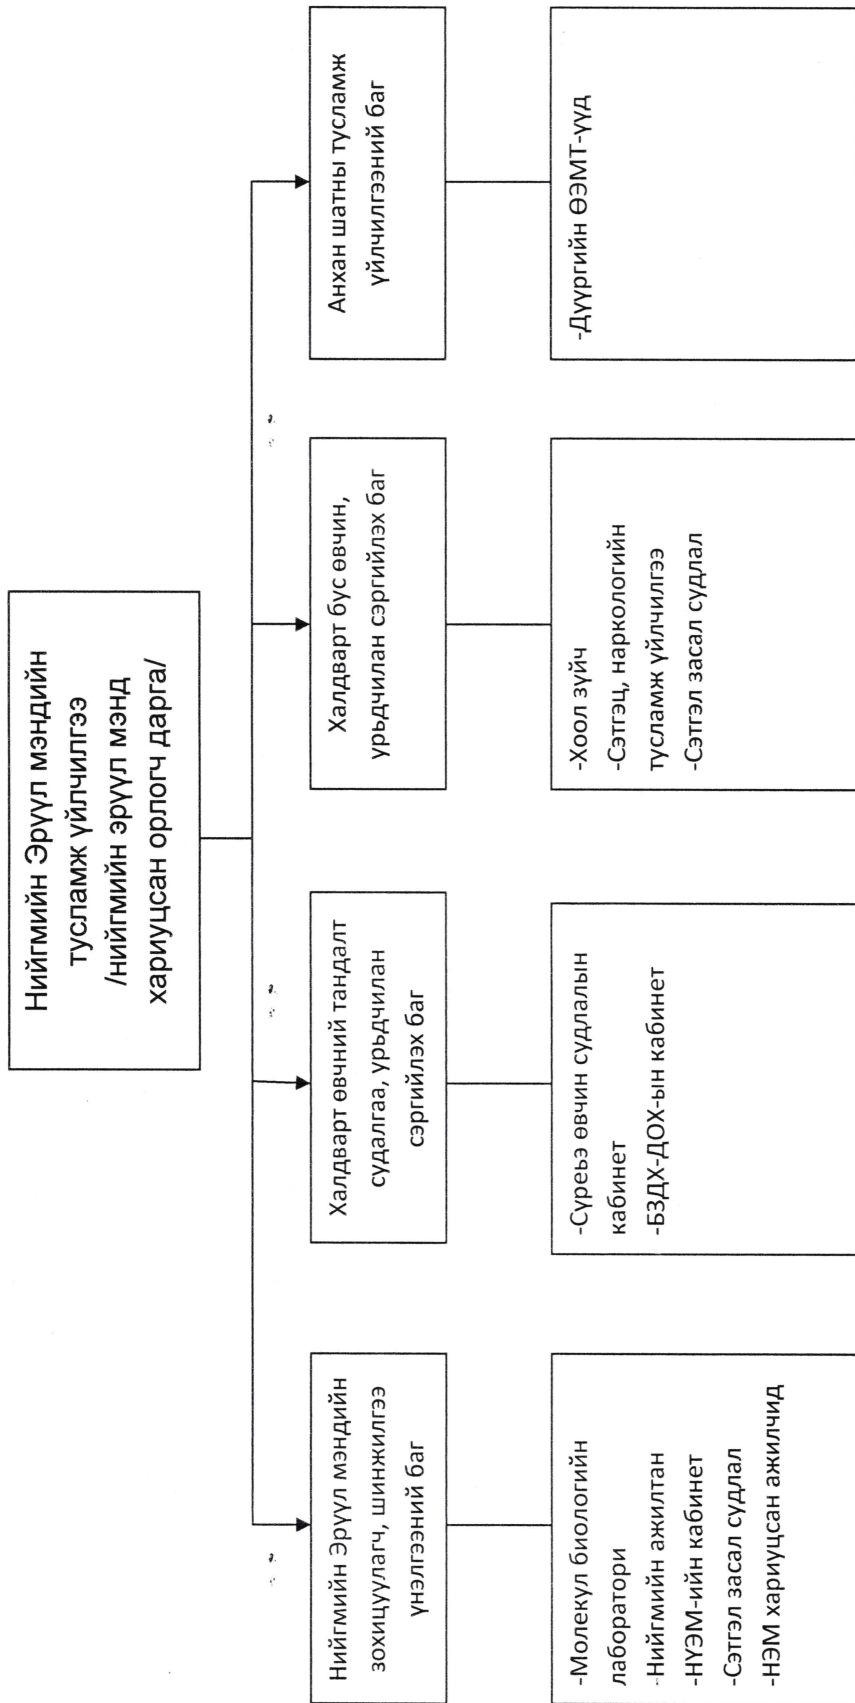 Нийгмийн Эрүүл мэндийн
тусламж үйлчилгээ
/нийгмийн эрүүл мэнд
хариуцсан орлогч дарга/
Нийгмийн Эрүүл мэндийн
зохицуулагч, шинжилгээ
үнэлгээний баг
-Молекул биологийн
лаборатори
-Нийгмийн ажилтан
-НҮЭМ-ийн кабинет
-Сэтгэл засал судлал
-НЭМ хариуцсан ажилчид
Халдварт өвчний тандалт
судалгаа, урьдчилан
сэргийлэх баг
-Сүрьеэ өвчин судлалын
кабинет
-БЗДХ-ДОХ-ын кабинет
Халдварт бус өвчин,
урьдчилан сэргийлэх баг
-Хоол зүйч
-Сэтгэц, наркологийн
тусламж үйлчилгээ
-Сэтгэл засал судлал
Анхан шатны тусламж
үйлчилгээний баг
-Дүүргийн ӨЭМТ-үүд